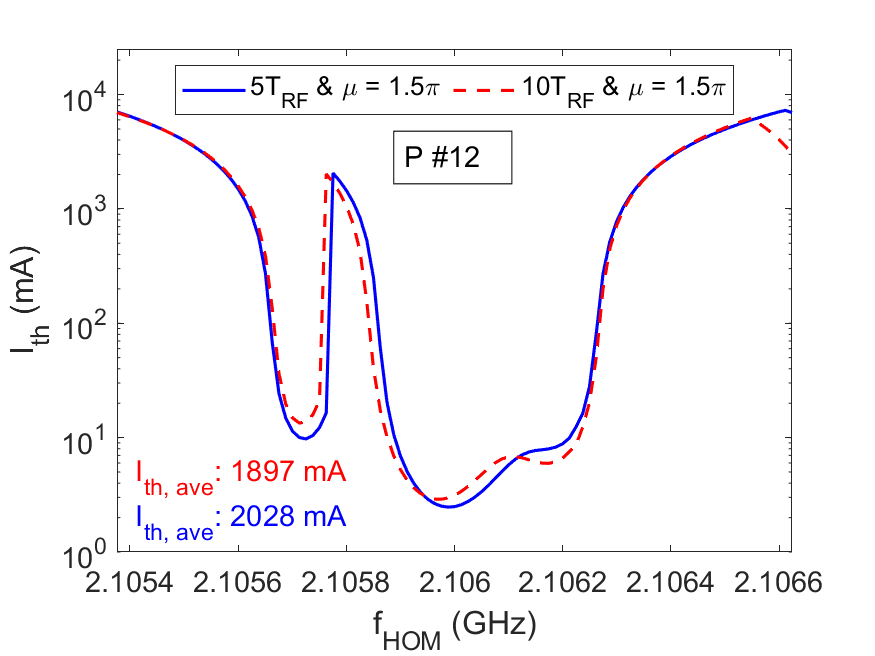 5T_RF & μ = 1.5π 10T_RF & μ = 1.5π
P #12
10^4
10^3
10^2
10^1
10^0
I_th (mA)
I_th, ave: 1897 mA
I_th, ave: 2028 mA
2.1054 2.1056 2.1058 2.106 2.1062 2.1064 2.1066
f_HOM (GHz)